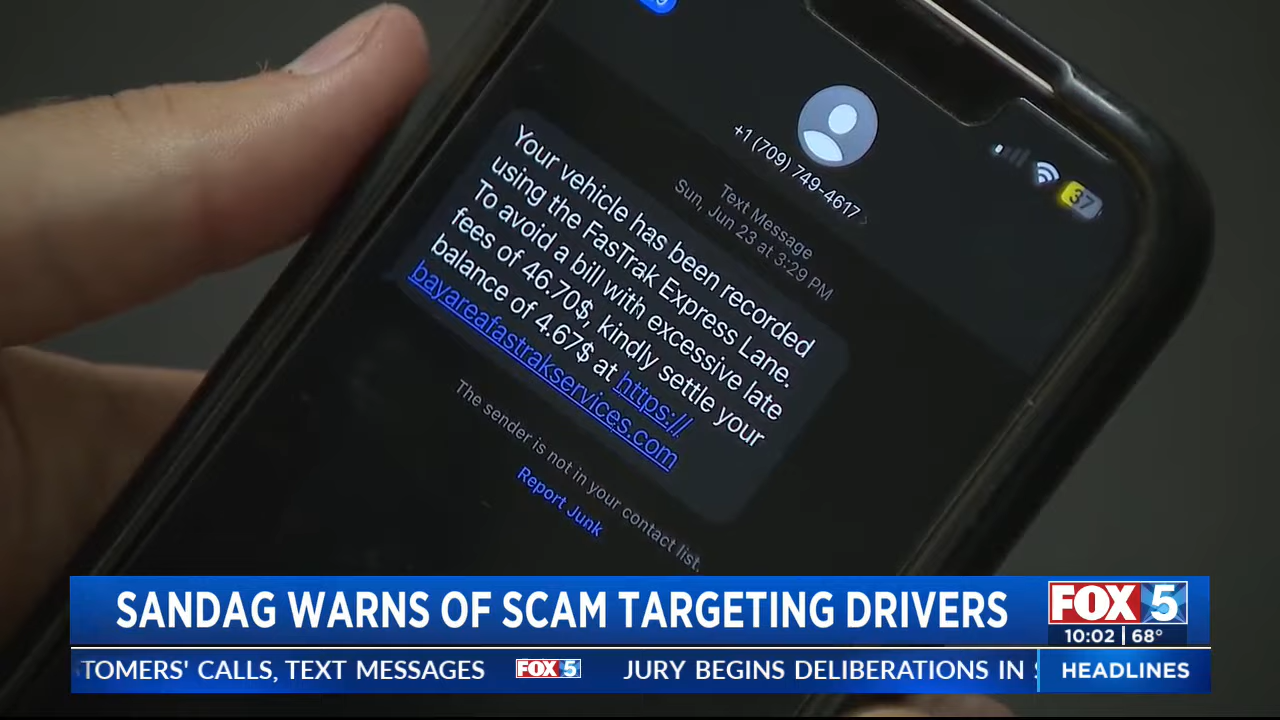 +1 (709) 749-4617
37
Text Message
Sun, Jun 23 at 3:29 PM
Your vehicle has been recorded
using the FasTrak Express Lane.
To avoid a bill with excessive late
fees of 46.70$, kindly settle your
balance of 4.67$ at https://
bayareafastrakservices.com
The sender is not in your contact list.
Report Junk
SANDAG WARNS OF SCAM TARGETING DRIVERS
FOX 5
10:02 | 68°
TOMERS' CALLS, TEXT MESSAGES FOX 5 JURY BEGINS DELIBERATIONS IN
HEADLINES